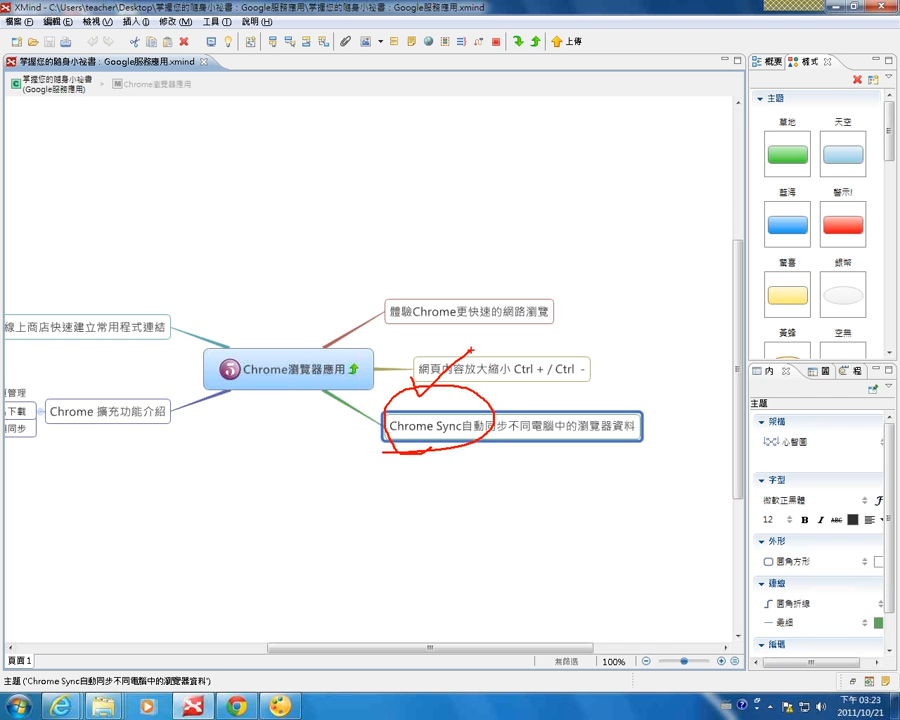 XMind - C:\Users\teacher\Desktop\掌握您的隨身小祕書：Google服務應用\掌握您的隨身小祕書：Google服務應用.xmind
檔案(F) 編輯(E) 檢視(V) 插入(I) 修改(M) 工具(T) 說明(H)
上傳
掌握您的隨身小祕書：Google服務應用.xmind
概要 樣式
掌握您的隨身小祕書
(Google服務應用)
Chrome瀏覽器應用
主題
草地 天空
藍海 警示!
驚喜 銀幣
黃蜂 空無
體驗Chrome更快速的網路瀏覽
線上商店快速建立常用程式連結
5 Chrome瀏覽器應用
網頁內容放大縮小 Ctrl + / Ctrl -
管理
下載
同步
Chrome 擴充功能介紹
Chrome Sync自動同步不同電腦中的瀏覽器資料
內 圖 程
主題
架構
心智圖
字型
微軟正黑體
12 B I ABC
外形
圓角方形
連線
圓角折線
最細
編碼
頁面 1
無篩選 100%
主題 ('Chrome Sync自動同步不同電腦中的瀏覽器資料')
下午 03:23
2011/10/21